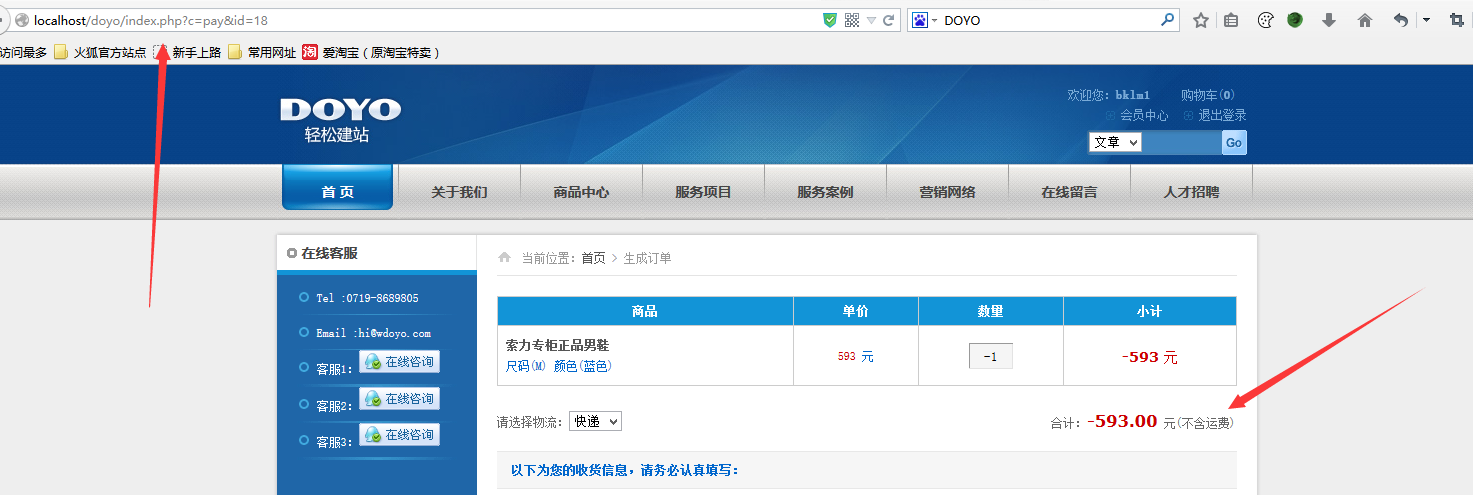 localhost/doyo/index.php?c=pay&id=18
DOYO
访问最多 火狐官方站点 新手上路 常用网址 淘 爱淘宝（原淘宝特卖）
DOYO
轻松建站
欢迎您：bklm1 购物车(0)
会员中心 退出登录
文章 Go
首 页 关于我们 商品中心 服务项目 服务案例 营销网络 在线留言 人才招聘
在线客服
Tel :0719-8689805
Email :hi@wdoyo.com
客服1： 在线咨询
客服2： 在线咨询
客服3： 在线咨询
当前位置：首页 > 生成订单
商品 单价 数量 小计
索力专柜正品男鞋
尺码(M) 颜色(蓝色)
593 元 -1 -593 元
请选择物流： 快递
合计：-593.00 元(不含运费)
以下为您的收货信息，请务必认真填写：